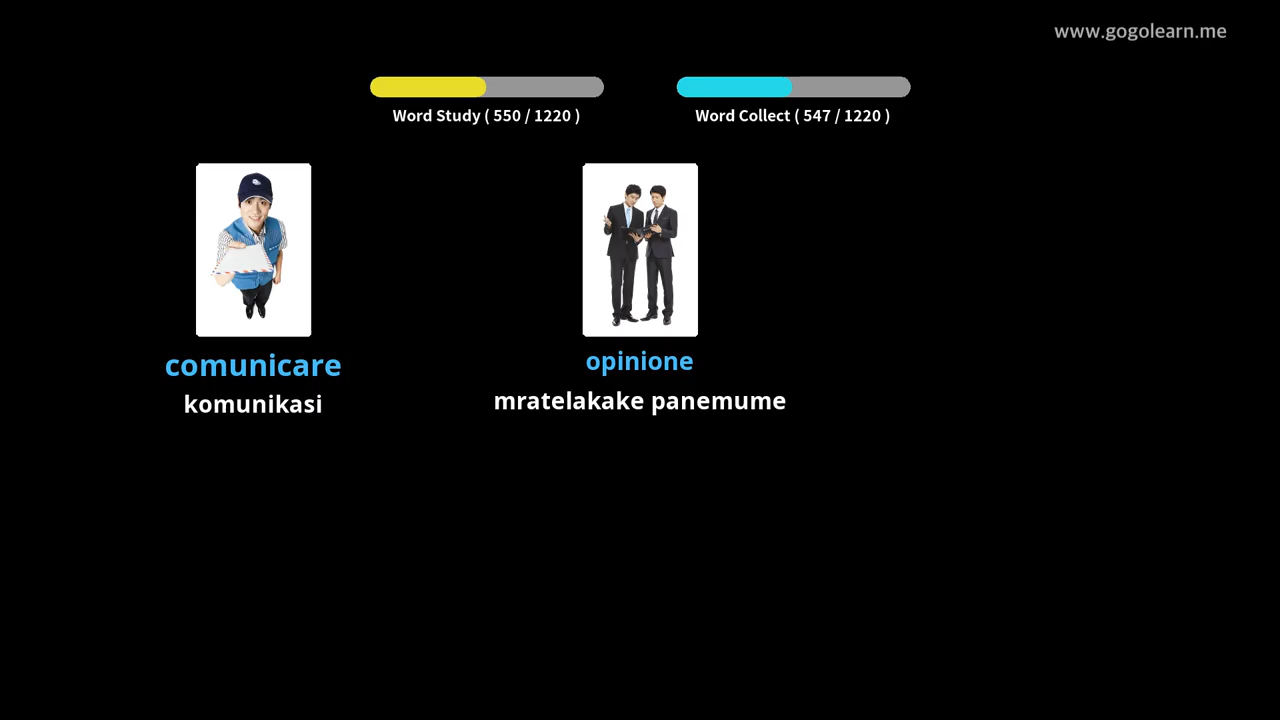 www.gogolearn.me
Word Study ( 550 / 1220 )
Word Collect ( 547 / 1220 )
comunicare
komunikasi
opinione
mratelakake panemume